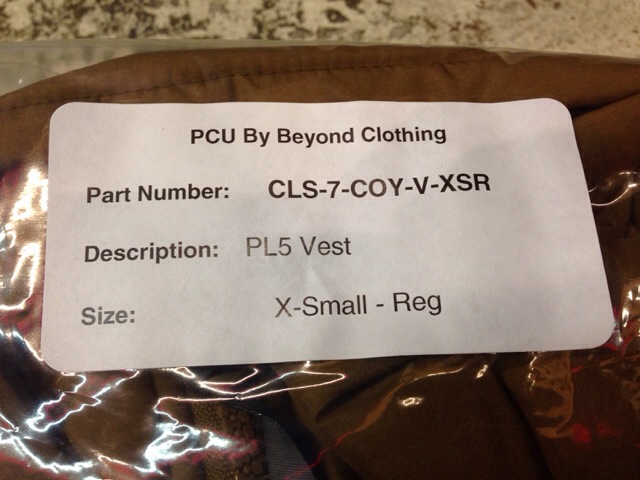 PCU By Beyond Clothing
Part Number: CLS-7-COY-V-XSR
Description: PL5 Vest
Size: X-Small - Reg